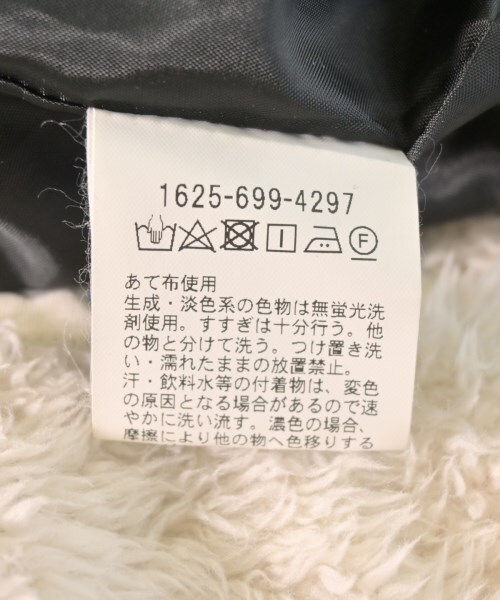 1625-699-4297
F
あて布使用
生成・淡色系の色物は無蛍光洗
剤使用。すすぎは十分行う。他
の物と分けて洗う。つけ置き洗
い・濡れたままの放置禁止。
汗・飲料水等の付着物は、変色
の原因となる場合があるので速
やかに洗い流す。濃色の場合、
摩擦により他の物へ色移りする